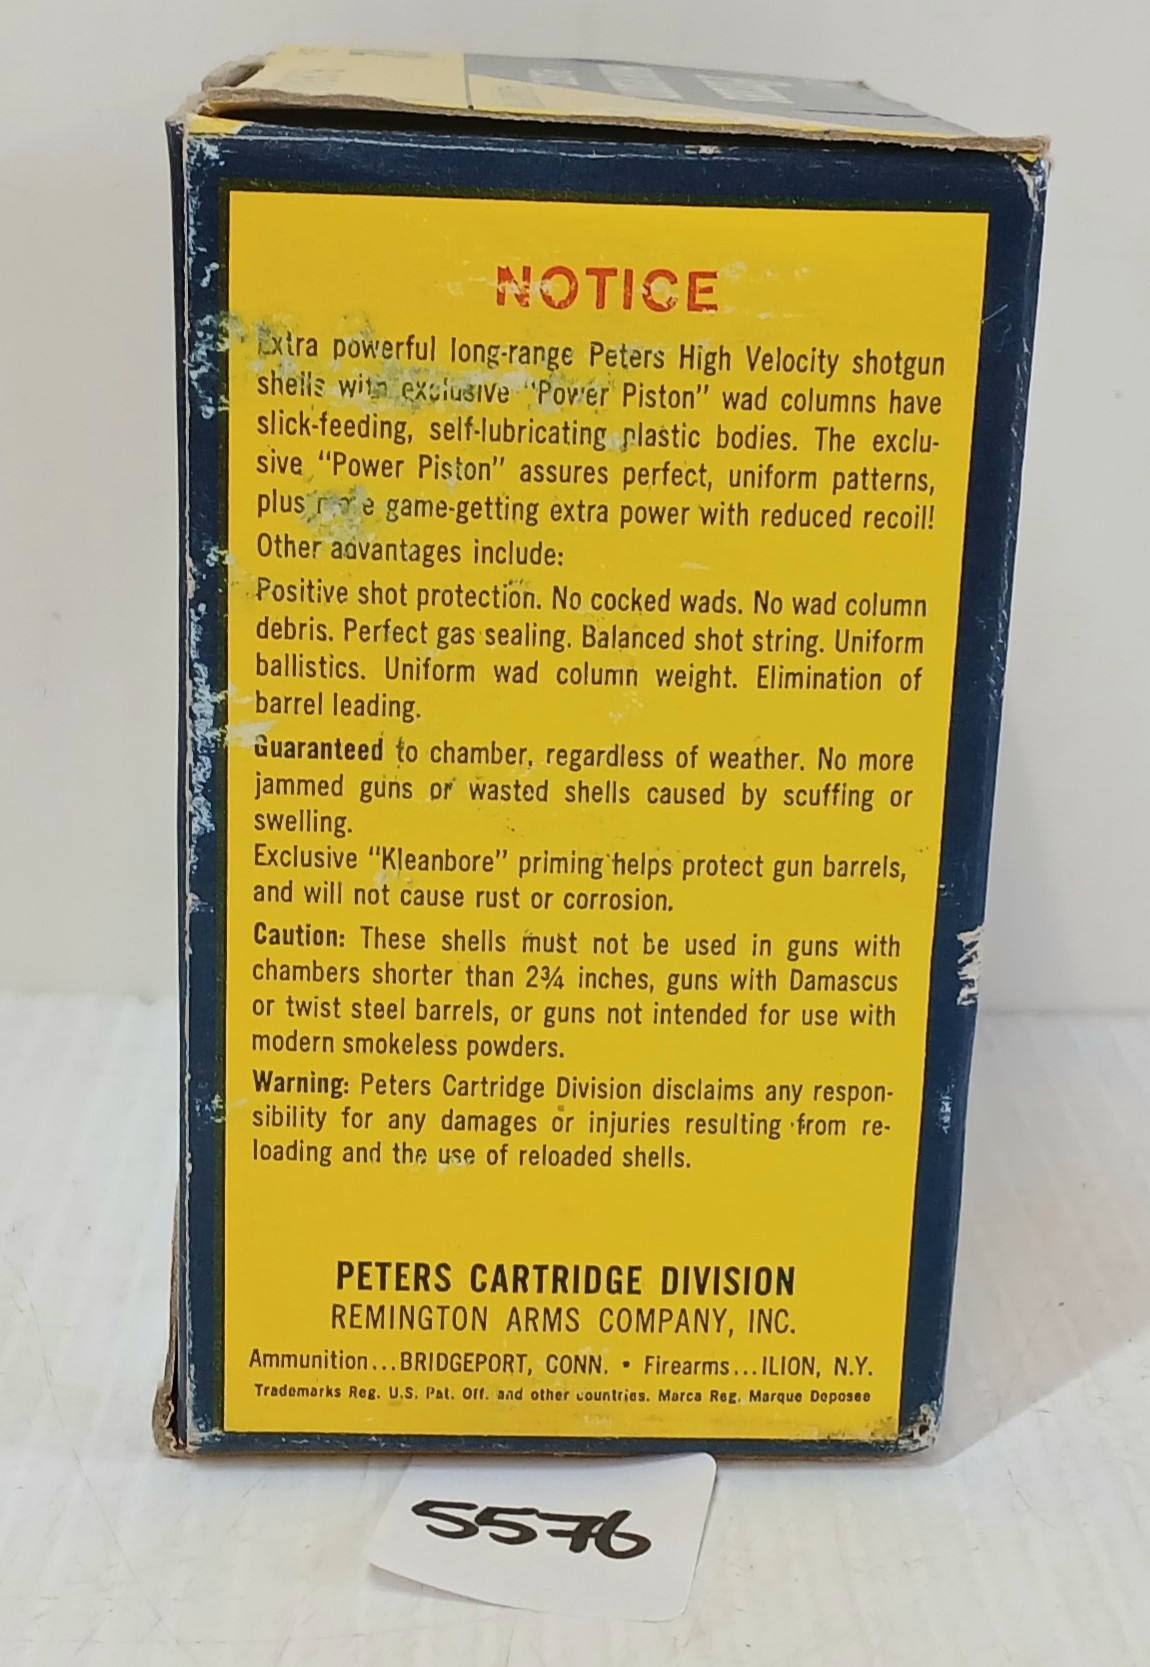 NOTICE
Extra powerful long-range Peters High Velocity shotgun
shells with exclusive "Power Piston" wad columns have
slick-feeding, self-lubricating plastic bodies. The exclu-
sive "Power Piston" assures perfect, uniform patterns,
plus more game-getting extra power with reduced recoil!
Other advantages include:
Positive shot protection. No cocked wads. No wad column
debris. Perfect gas sealing. Balanced shot string. Uniform
ballistics. Uniform wad column weight. Elimination of
barrel leading.
Guaranteed to chamber, regardless of weather. No more
jammed guns or wasted shells caused by scuffing or
swelling.
Exclusive "Kleanbore" priming helps protect gun barrels,
and will not cause rust or corrosion.
Caution: These shells must not be used in guns with
chambers shorter than 2¾ inches, guns with Damascus
or twist steel barrels, or guns not intended for use with
modern smokeless powders.
Warning: Peters Cartridge Division disclaims any respon-
sibility for any damages or injuries resulting from re-
loading and the use of reloaded shells.
PETERS CARTRIDGE DIVISION
REMINGTON ARMS COMPANY, INC.
Ammunition...BRIDGEPORT, CONN. • Firearms...ILION, N.Y.
Trademarks Reg. U.S. Pat. Off. and other countries. Marca Reg. Marque Deposee
5576